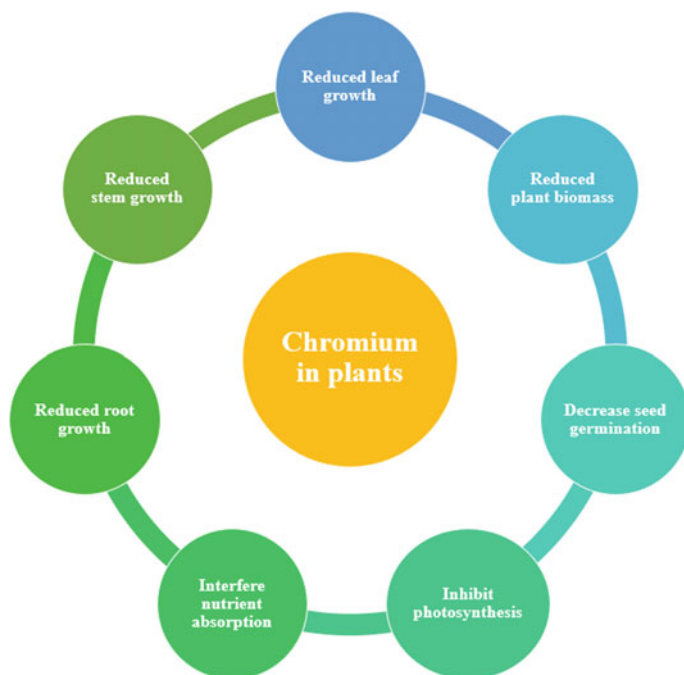 Reduced leaf
growth
Reduced
plant biomass
Decrease seed
germination
Inhibit
photosynthesis
Interfere
nutrient
absorption
Reduced root
growth
Reduced
stem growth
Chromium
in plants